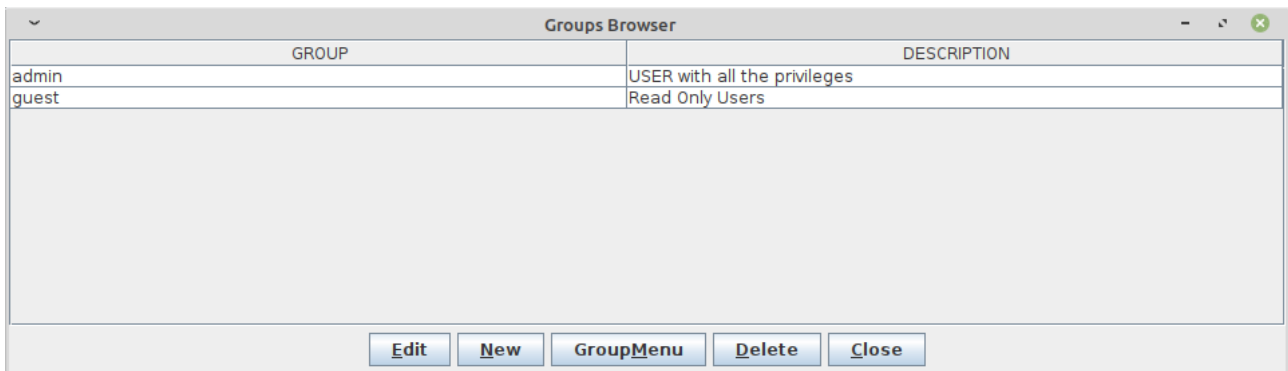 Groups Browser
GROUP DESCRIPTION
admin USER with all the privileges
guest Read Only Users
Edit New GroupMenu Delete Close